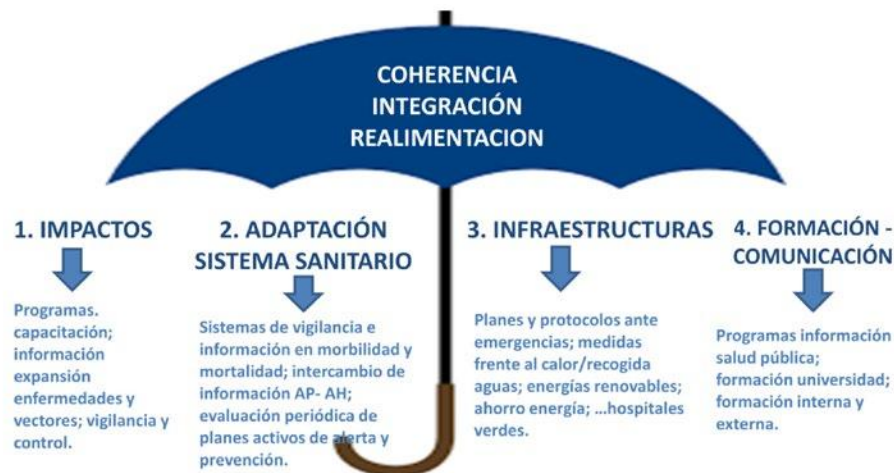 COHERENCIA
INTEGRACIÓN
REALIMENTACION
1. IMPACTOS
Programas.
capacitación;
información
expansión
enfermedades y
vectores; vigilancia y
control.
2. ADAPTACIÓN
SISTEMA SANITARIO
Sistemas de vigilancia e
información en morbilidad y
mortalidad; intercambio de
información AP- AH;
evaluación periódica de
planes activos de alerta y
prevención.
3. INFRAESTRUCTURAS
Planes y protocolos ante
emergencias; medidas
frente al calor/recogida
aguas; energías renovables;
ahorro energía; ...hospitales
verdes.
4. FORMACIÓN -
COMUNICACIÓN
Programas información
salud pública;
formación universidad;
formación interna y
externa.